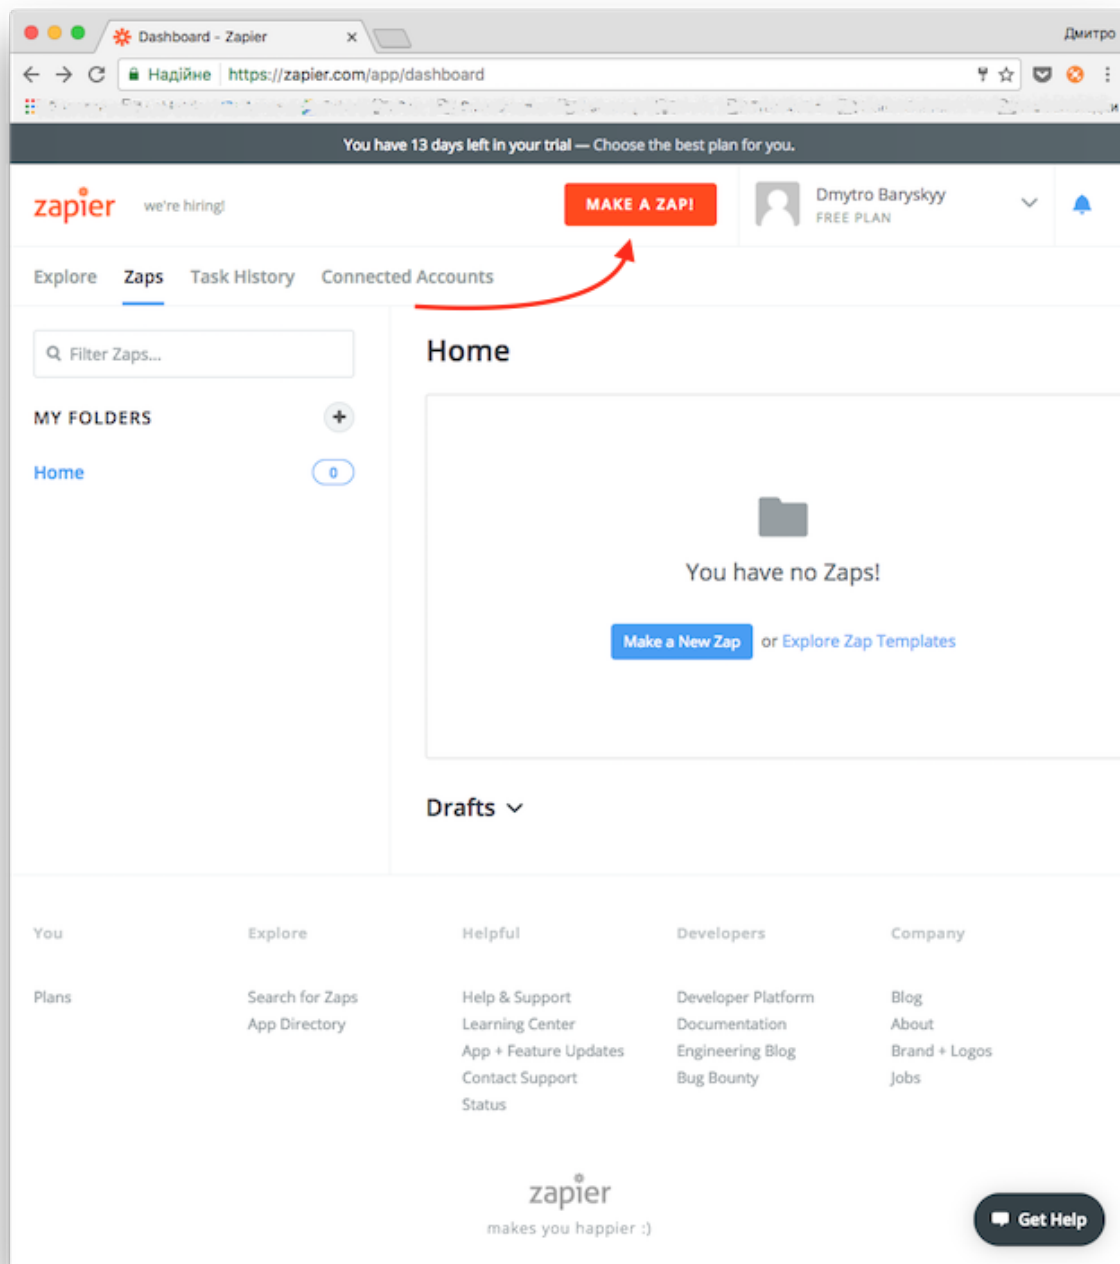 Dashboard - Zapier
Дмитро
Надійне https://zapier.com/app/dashboard
You have 13 days left in your trial — Choose the best plan for you.
zapier we're hiring! MAKE A ZAP! Dmytro Baryskyy
FREE PLAN
Explore Zaps Task History Connected Accounts
Filter Zaps...
Home
MY FOLDERS
Home 0
You have no Zaps!
Make a New Zap or Explore Zap Templates
Drafts
You Explore Helpful Developers Company
Plans Search for Zaps Help & Support Developer Platform Blog
App Directory Learning Center Documentation About
App + Feature Updates Engineering Blog Brand + Logos
Contact Support Bug Bounty Jobs
Status
zapier
makes you happier :)
Get Help